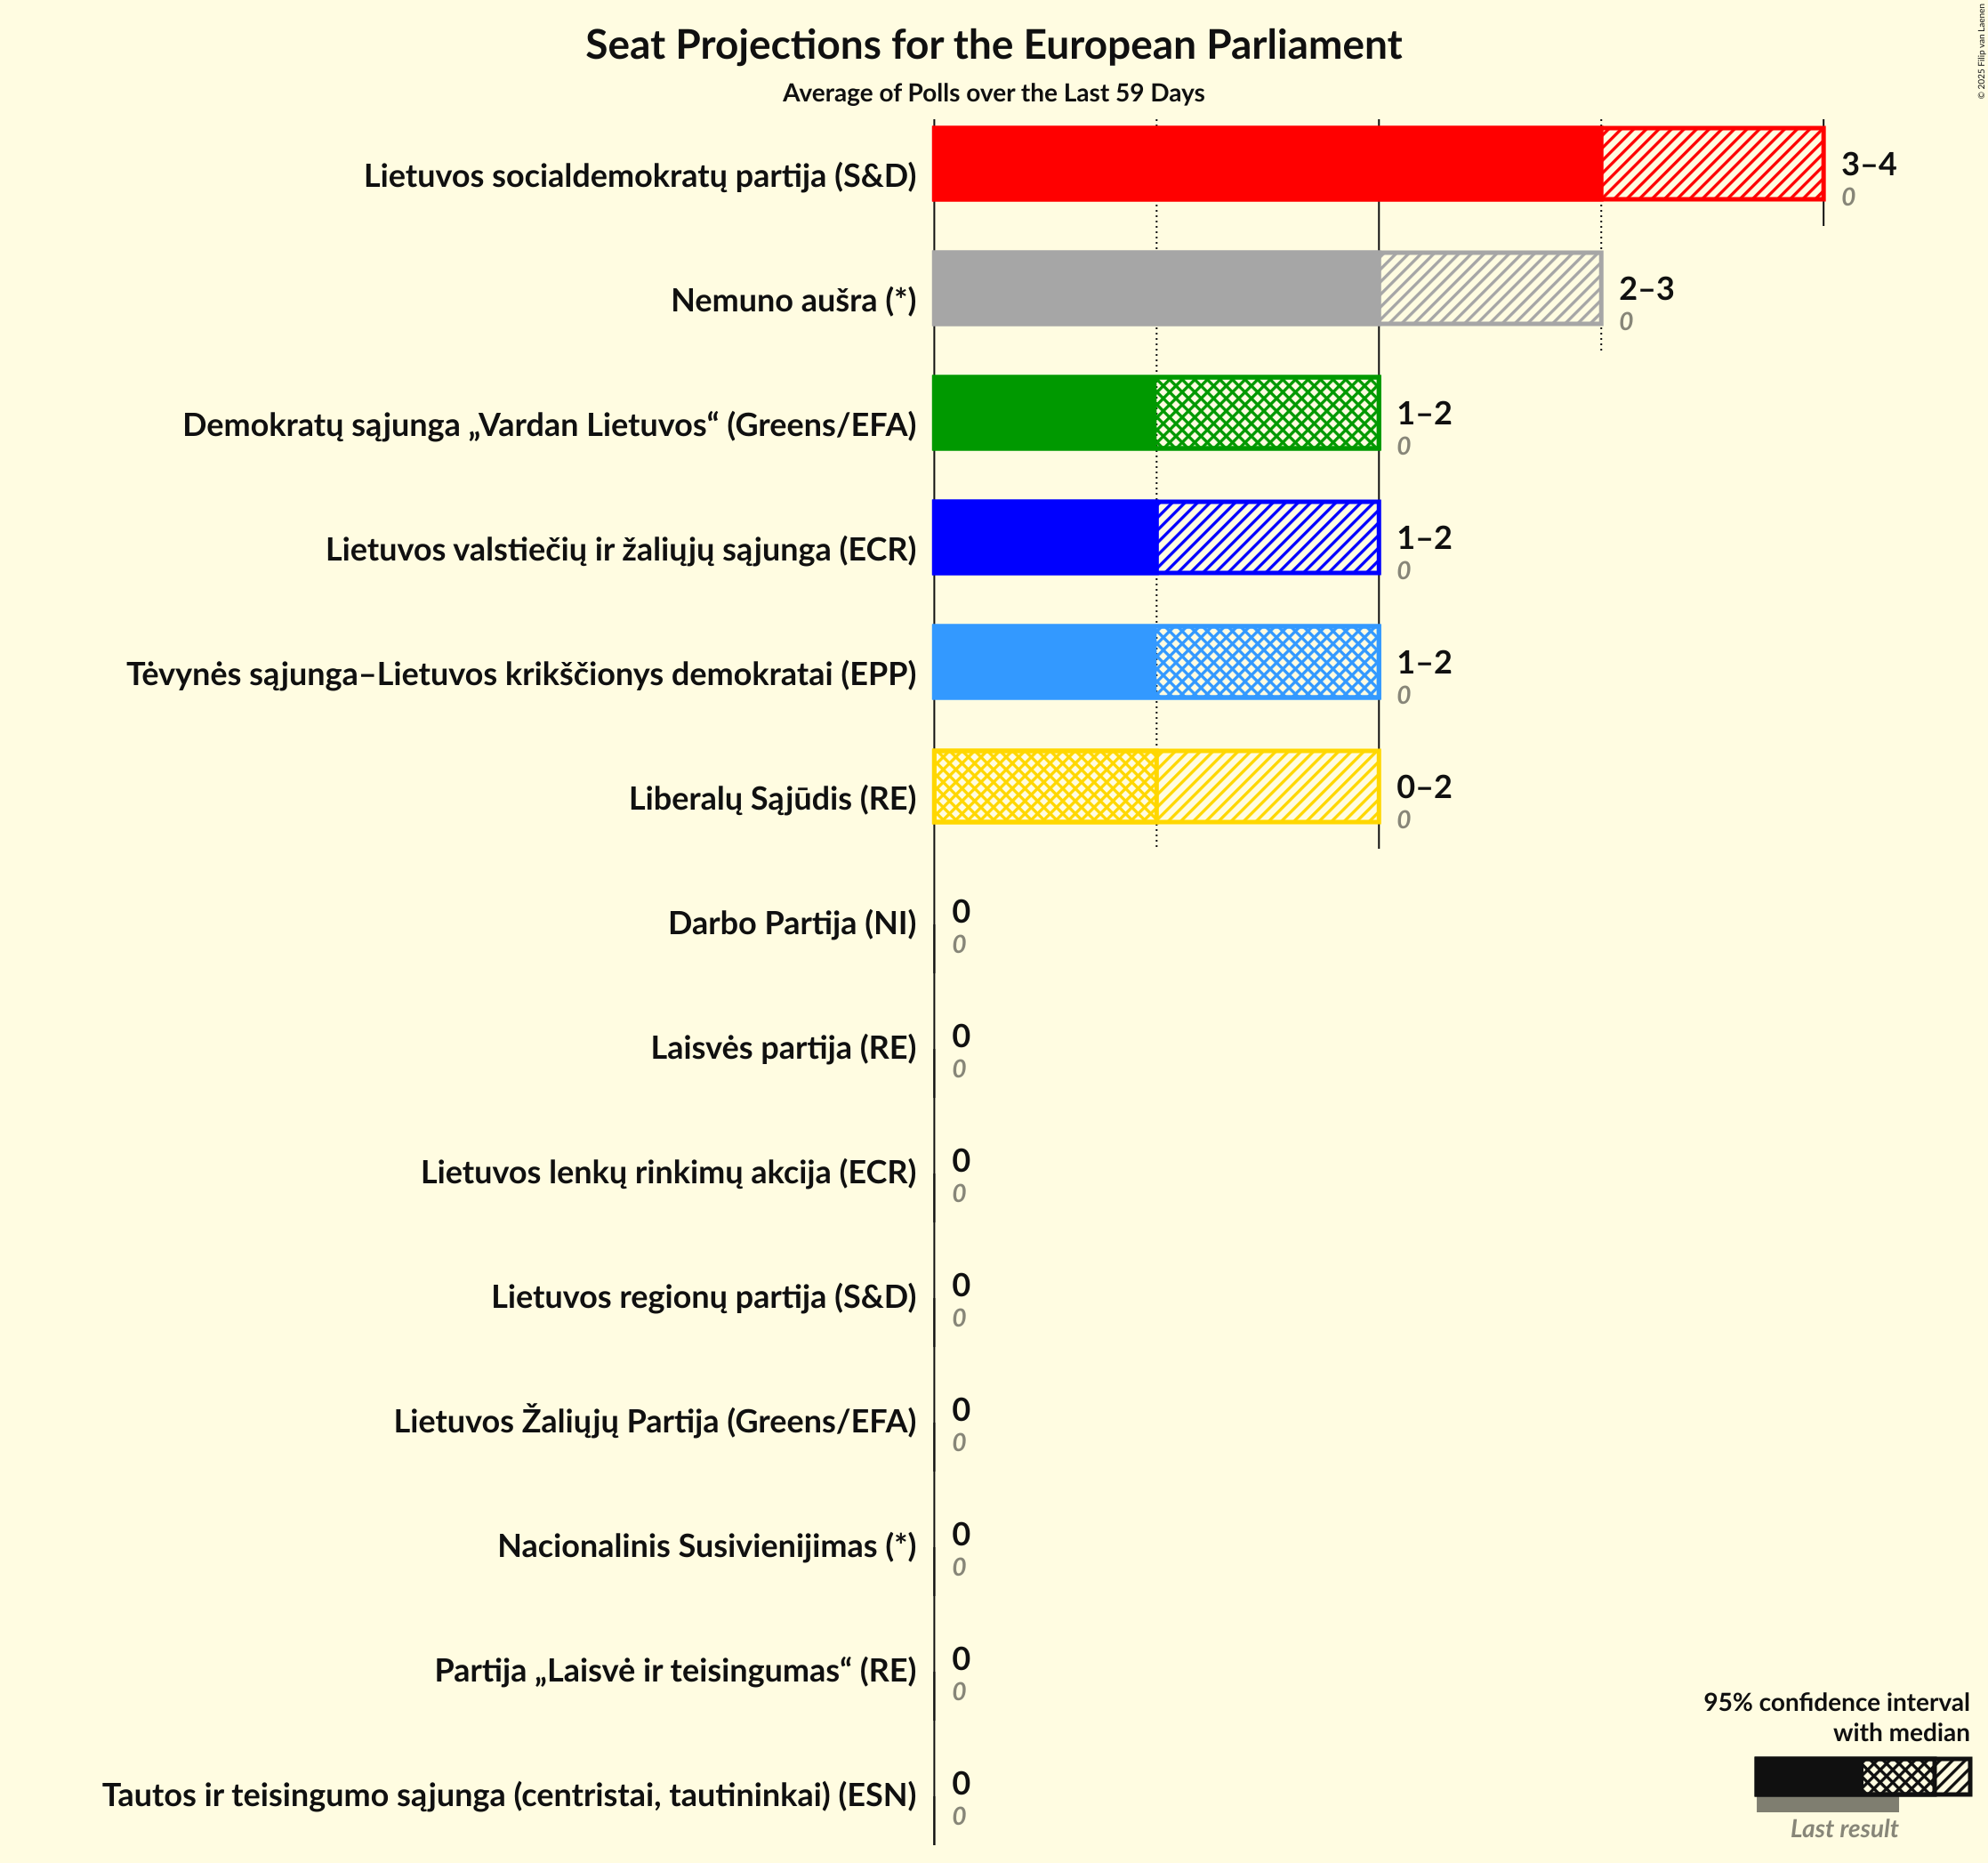 Seat Projections for the European Parliament
Average of Polls over the Last 59 Days
© 2025 Filip van Laenen
Lietuvos socialdemokratų partija (S&D)
3–4
0
Nemuno aušra (*)
2–3
0
Demokratų sąjunga „Vardan Lietuvos“ (Greens/EFA)
1–2
0
Lietuvos valstiečių ir žaliųjų sąjunga (ECR)
1–2
0
Tėvynės sąjunga–Lietuvos krikščionys demokratai (EPP)
1–2
0
Liberalų Sąjūdis (RE)
0–2
0
Darbo Partija (NI)
0
0
Laisvės partija (RE)
0
0
Lietuvos lenkų rinkimų akcija (ECR)
0
0
Lietuvos regionų partija (S&D)
0
0
Lietuvos Žaliųjų Partija (Greens/EFA)
0
0
Nacionalinis Susivienijimas (*)
0
0
Partija „Laisvė ir teisingumas“ (RE)
0
0
Tautos ir teisingumo sąjunga (centristai, tautininkai) (ESN)
0
0
95% confidence interval
with median
Last result